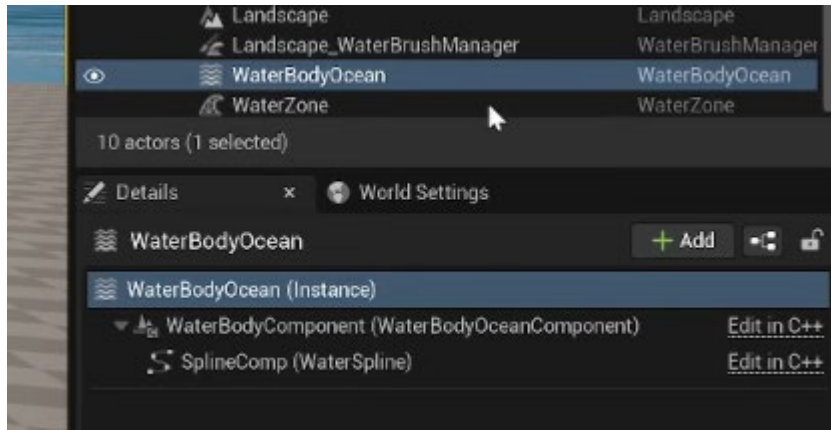 Landscape Landscape
Landscape_WaterBrushManager WaterBrushManager
WaterBodyOcean WaterBodyOcean
WaterZone WaterZone
10 actors (1 selected)
Details × World Settings
WaterBodyOcean + Add
WaterBodyOcean (Instance)
WaterBodyComponent (WaterBodyOceanComponent) Edit in C++
SplineComp (WaterSpline) Edit in C++